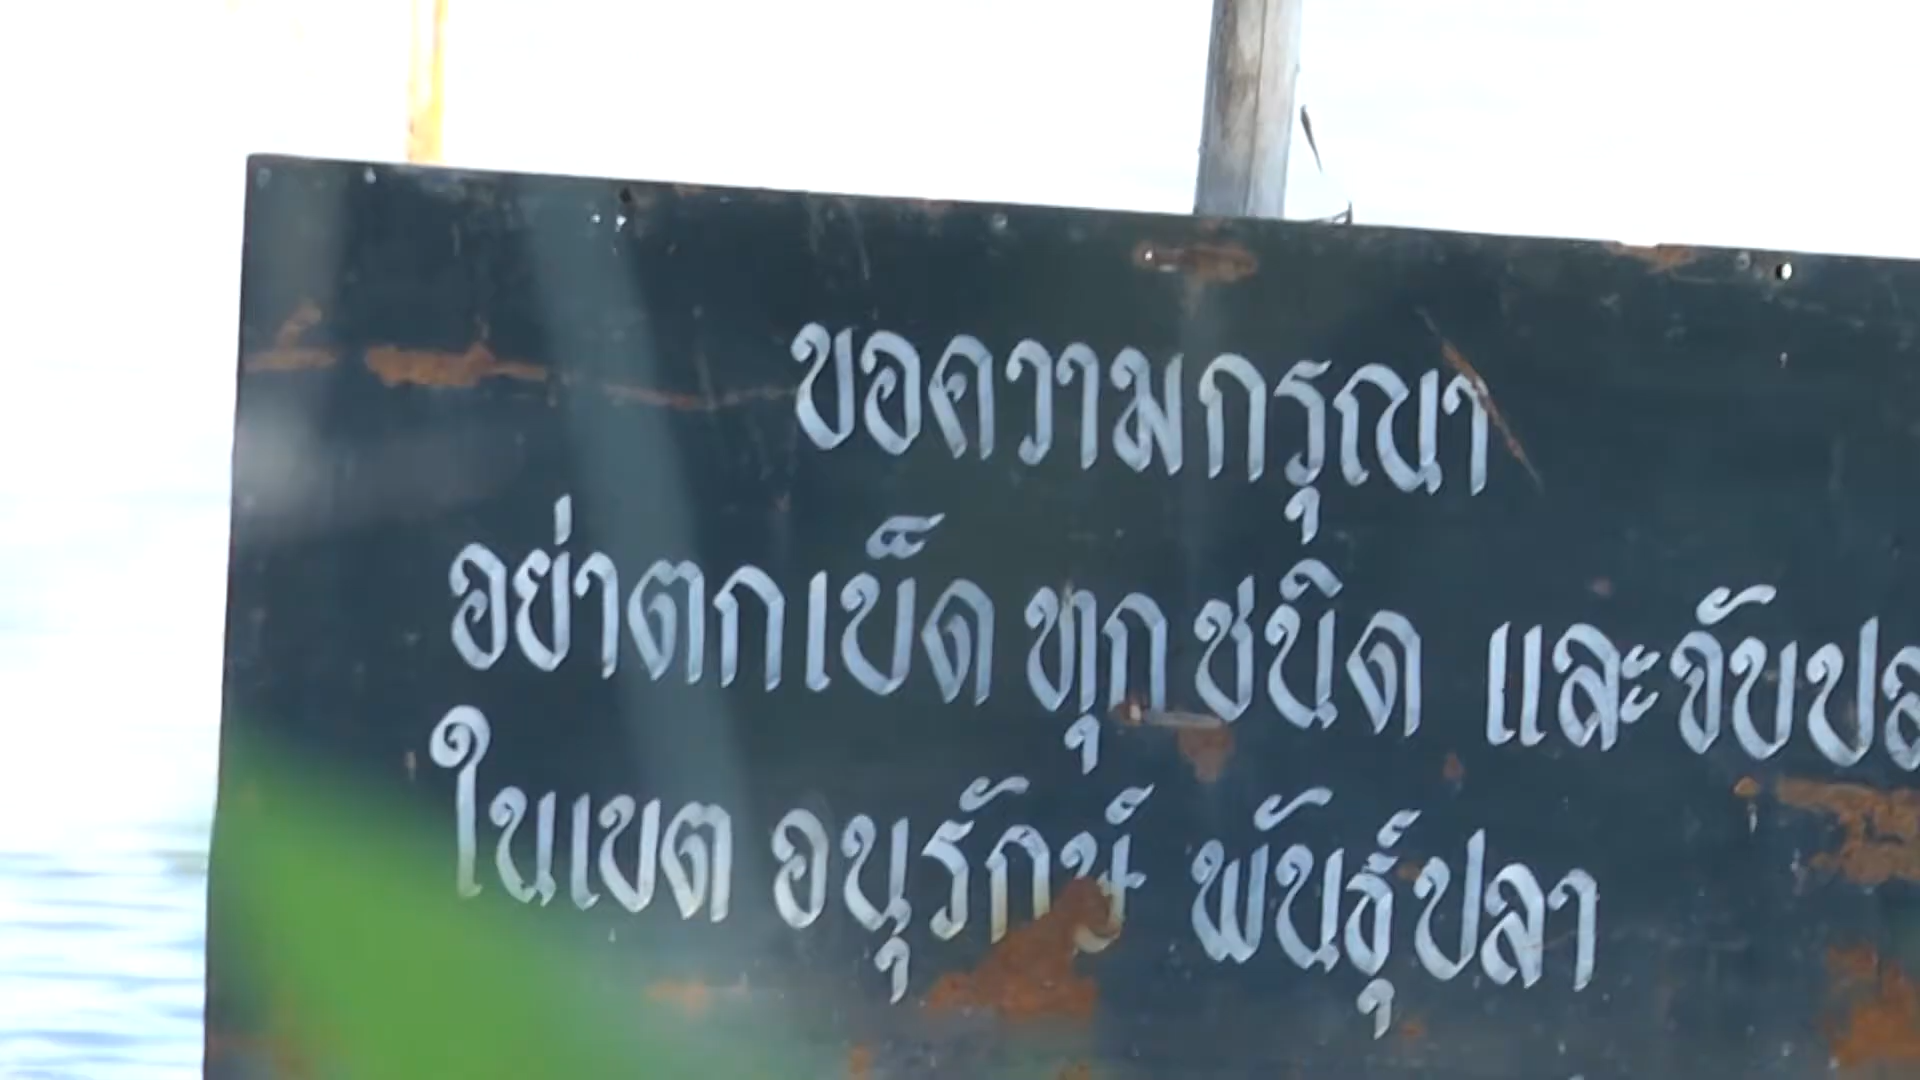 ขอความกรุณา
อย่าตกเบ็ด ทุกชนิด และจับปอ
ในเขต อนุรักษ์ พันธุ์ปลา